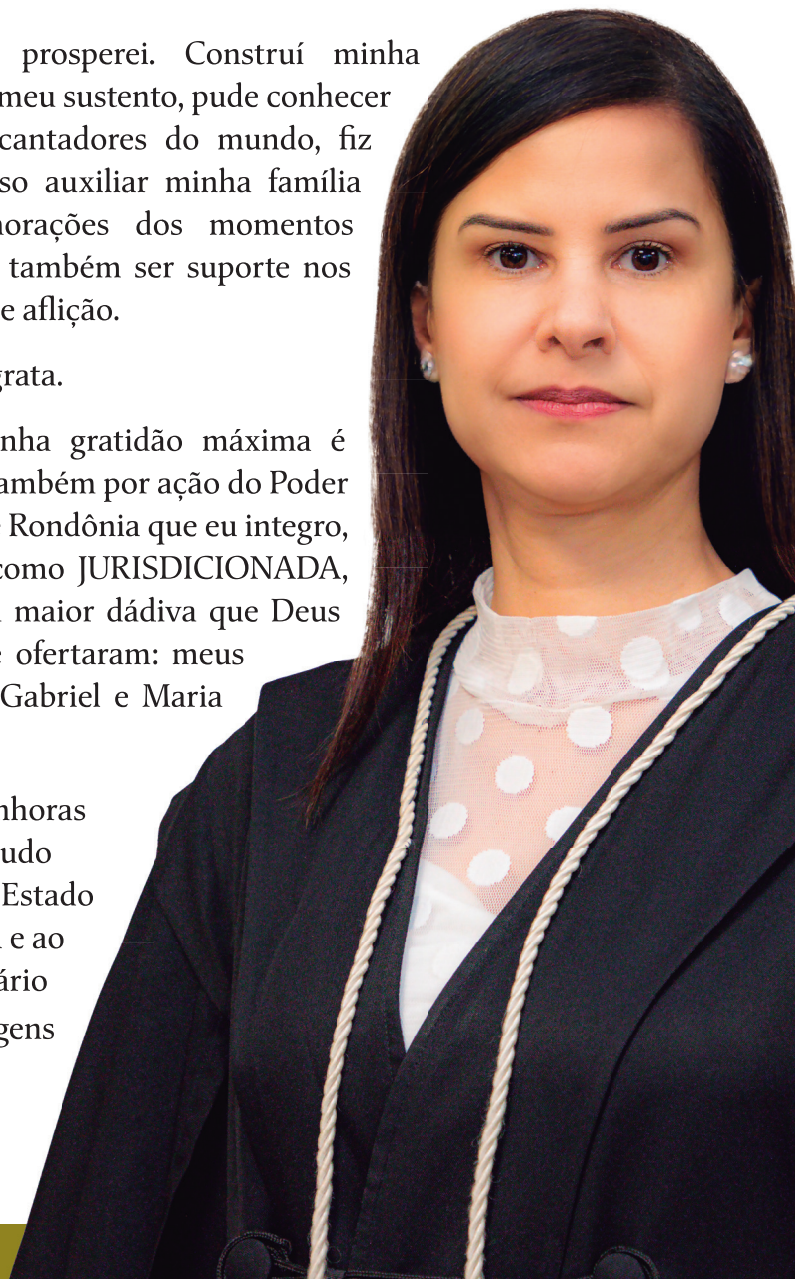 prosperei. Construí minha
meu sustento, pude conhecer
cantadores do mundo, fiz
so auxiliar minha família
orações dos momentos
também ser suporte nos
e aflição.
grata.
nha gratidão máxima é
ambém por ação do Poder
Rondônia que eu integro,
como JURISDICIONADA,
maior dádiva que Deus
ofertaram: meus
Gabriel e Maria
nhoras
udo
Estado
e ao
ário
gens